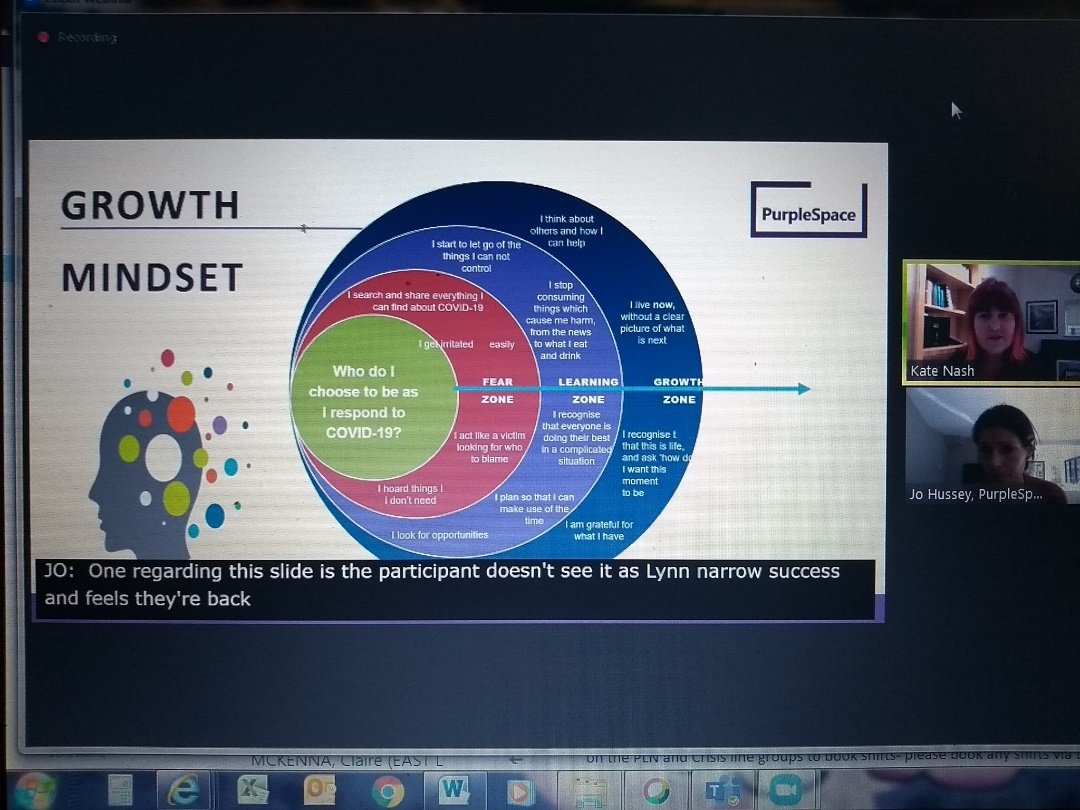 Recording
GROWTH
MINDSET
PurpleSpace
I think about
others and how I
can help
I start to let go of the
things I can not
control
I search and share everything I
can find about COVID-19
I stop
consuming
things which
cause me harm,
from the news
to what I eat
and drink
I live now,
without a clear
picture of what
is next
I get irritated easily
Who do I
choose to be as
I respond to
COVID-19?
FEAR
ZONE
LEARNING
ZONE
GROWTH
ZONE
I recognise
that everyone is
doing their best
in a complicated
situation
I recognise t
that this is life,
and ask 'how do
I want this
moment
to be
I act like a victim
looking for who
to blame
I hoard things I
I don't need
I plan so that I can
make use of the
time
I look for opportunities
I am grateful for
what I have
JO: One regarding this slide is the participant doesn't see it as Lynn narrow success
and feels they're back
Kate Nash
Jo Hussey, PurpleSp...
MCKENNA, Claire (EAST L
on the PEN and Crisis line groups to book shifts- please book any shifts via